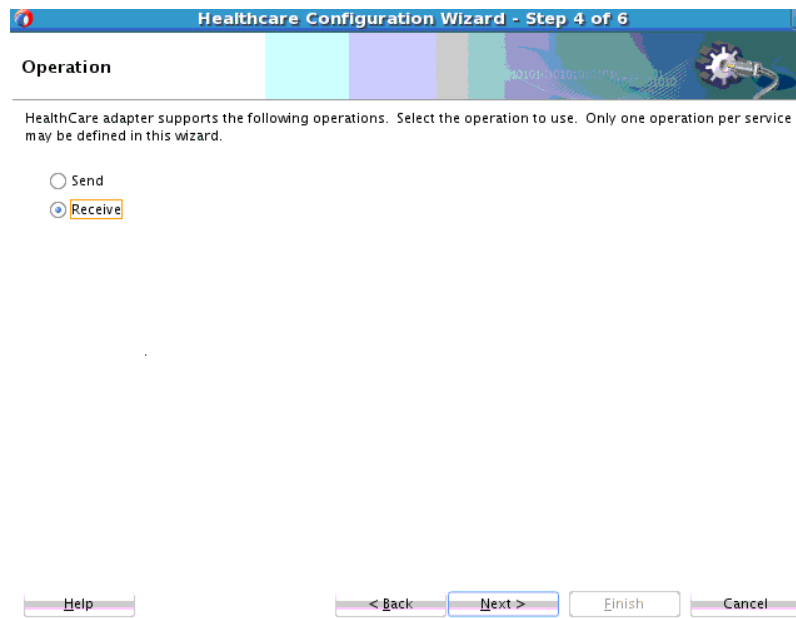 Healthcare Configuration Wizard - Step 4 of 6
Operation
HealthCare adapter supports the following operations. Select the operation to use. Only one operation per service
may be defined in this wizard.
Send
Receive
Help
< Back
Next >
Finish
Cancel